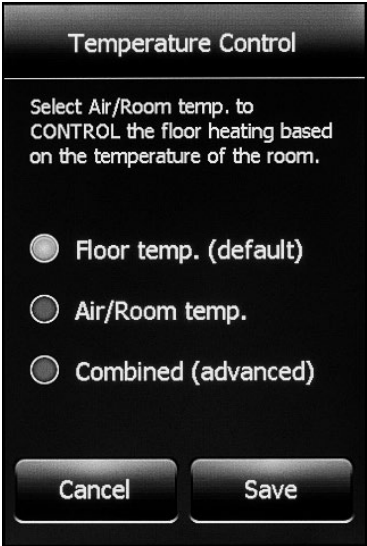 Temperature Control
Select Air/Room temp. to
CONTROL the floor heating based
on the temperature of the room.
Floor temp. (default)
Air/Room temp.
Combined (advanced)
Cancel
Save